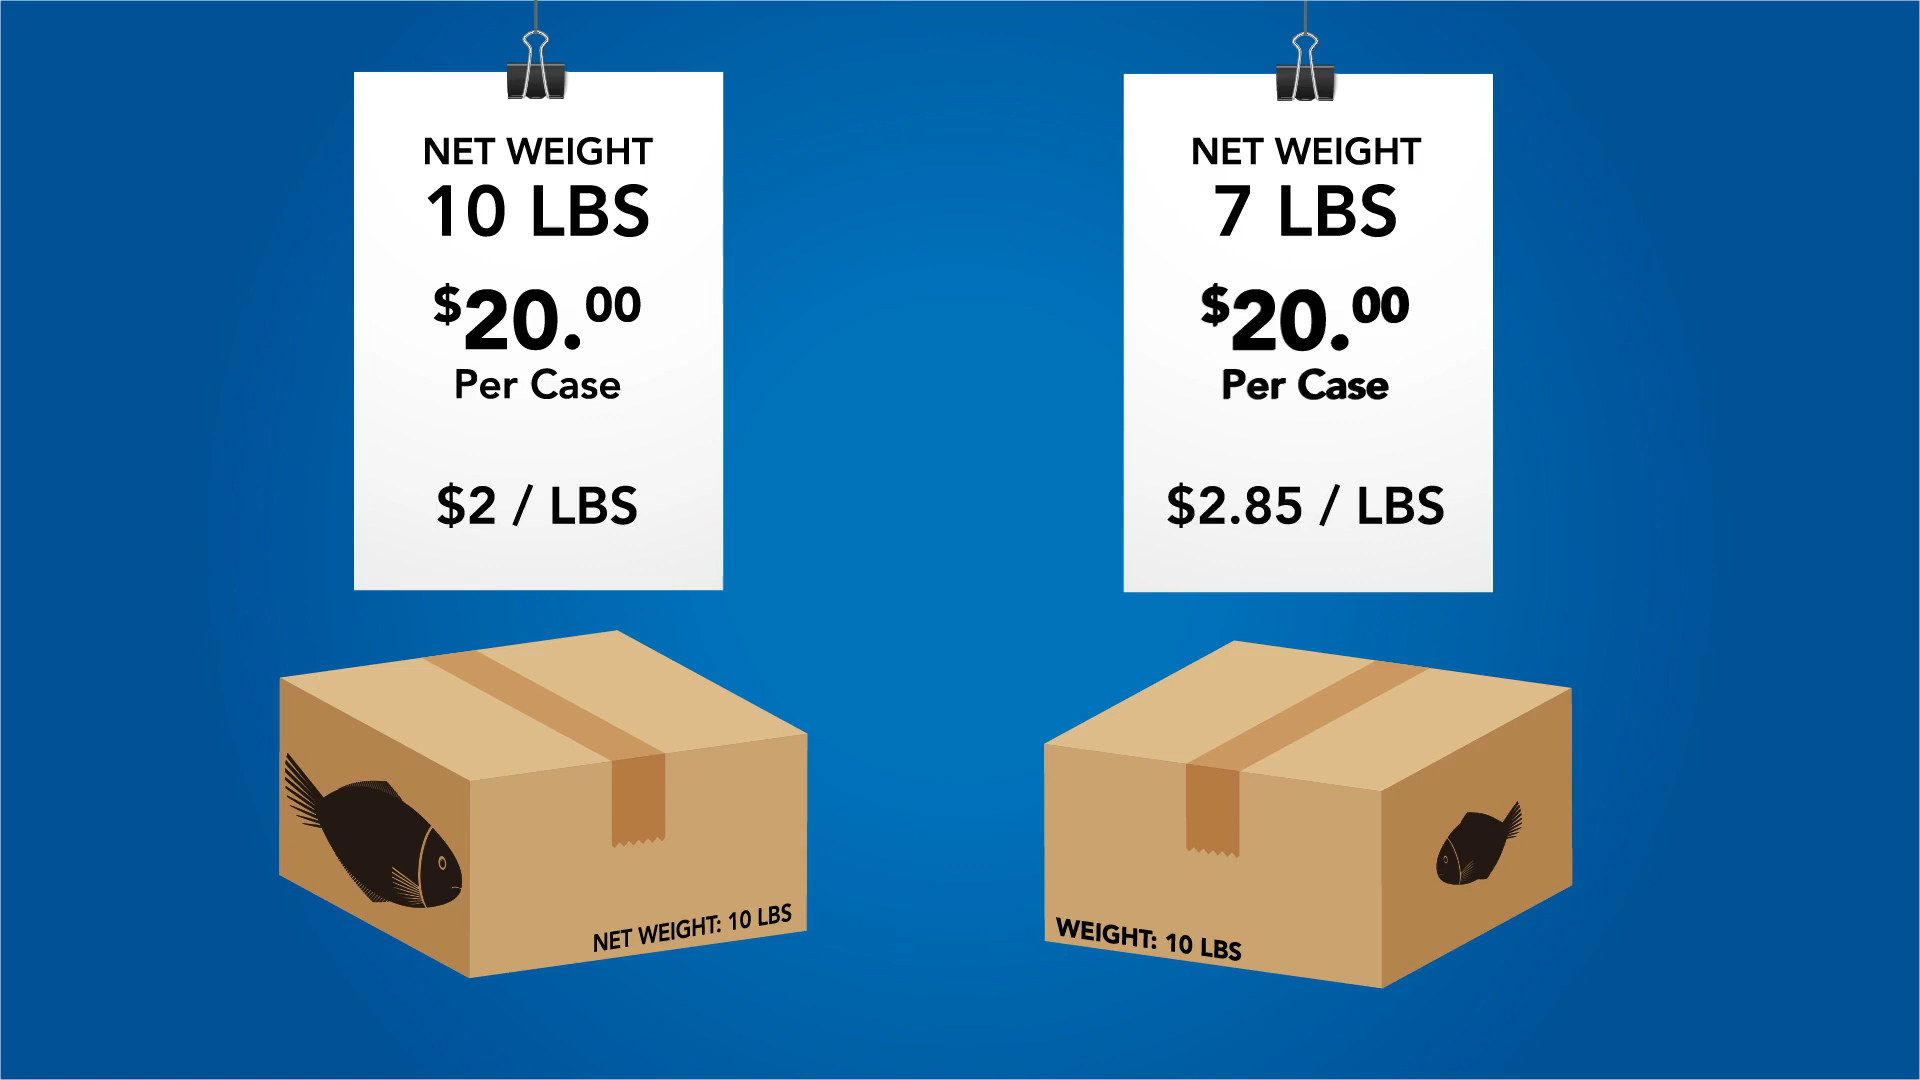 NET WEIGHT
10 LBS
$20.00
Per Case
$2 / LBS
NET WEIGHT: 10 LBS
NET WEIGHT
7 LBS
$20.00
Per Case
$2.85 / LBS
WEIGHT: 10 LBS